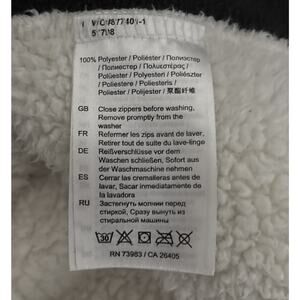 100% Polyester / Poliéster / Полиэстер
/ Полиестер / Πολυεστέρας /
Polyester / Polyesteri / Poliészter
/ Poliestere / Poliesteris /
Poliester / 聚酯纤维
GB Close zippers before washing,
Remove promptly from the
washer
FR Refermer les zips avant de laver,
Retirer tout de suite du lave-linge
DE Reißverschlüsse vor dem
Waschen schließen, Sofort aus
der Waschmaschine nehmen
ES Cerrar las cremalleras antes de
lavar, Sacar inmediatamente de
la lavadora
RU Застегнуть молнии перед
стиркой, Сразу вынуть из
стиральной машины
30
RN 73983 / CA 26405